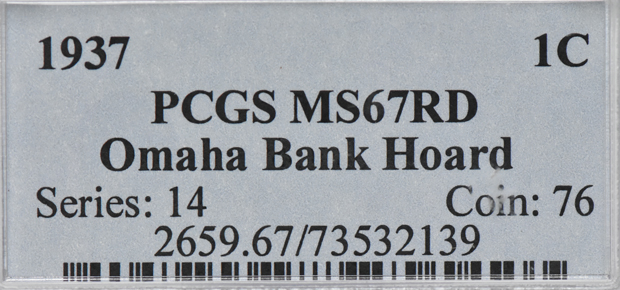 1937 1C
PCGS MS67RD
Omaha Bank Hoard
Series: 14 Coin: 76
2659.67/73532139